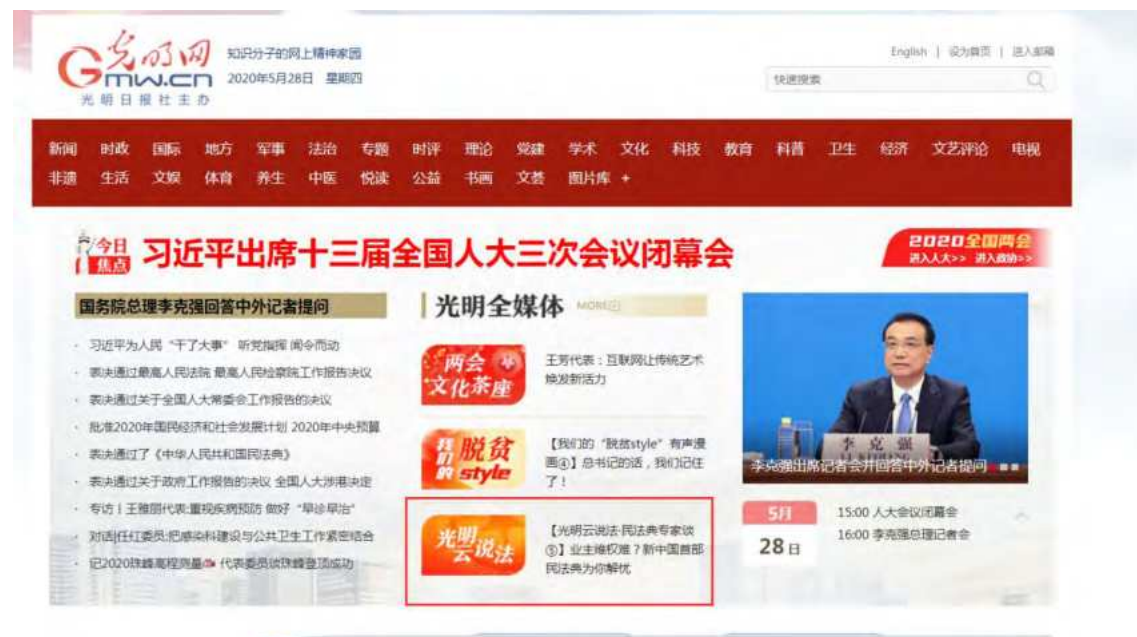 光明网
Gmw.cn
光明日报社主办
知识分子的网上精神家园
2020年5月28日 星期四
English | 设为首页 | 进入邮箱
快速搜索
新闻 时政 国际 地方 军事 法治 专题 时评 理论 党建 学术 文化 科技 教育 科普 卫生 经济 文艺评论 电视
非遗 生活 文娱 体育 养生 中医 悦读 公益 书画 文荟 图片库 +
今日
焦点
习近平出席十三届全国人大三次会议闭幕会
2020全国两会
进入人大>> 进入政协>>
国务院总理李克强回答中外记者提问
· 习近平为人民“干了大事” 听党指挥 闻令而动
· 表决通过最高人民法院 最高人民检察院工作报告决议
· 表决通过关于全国人大常委会工作报告的决议
· 批准2020年国民经济和社会发展计划 2020年中央预算
· 表决通过了《中华人民共和国民法典》
· 表决通过关于政府工作报告的决议 全国人大涉港决定
· 专访丨王雅丽代表:重视疾病预防 做好“早诊早治”
· 对话任红委员:把感染科建设与公共卫生工作紧密结合
· 记2020珠峰高程测量 代表委员谈珠峰登顶成功
光明全媒体 MORE
两会
文化茶座
王芳代表：互联网让传统艺术
焕发新活力
我们的
脱贫
style
【我们的“脱贫style”有声漫
画④】总书记的话，我们记住
了！
光明
云说法
【光明云说法·民法典专家谈
⑤】业主维权难？新中国首部
民法典为你解忧
李克强
李克强出席记者会并回答中外记者提问
5月
28日
15:00 人大会议闭幕会
16:00 李克强总理记者会